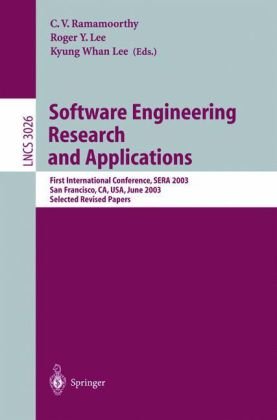 C. V. Ramamoorthy
Roger Y. Lee
Kyung Whan Lee (Eds.)
LNCS 3026
Software Engineering
Research
and Applications
First International Conference, SERA 2003
San Francisco, CA, USA, June 2003
Selected Revised Papers
Springer